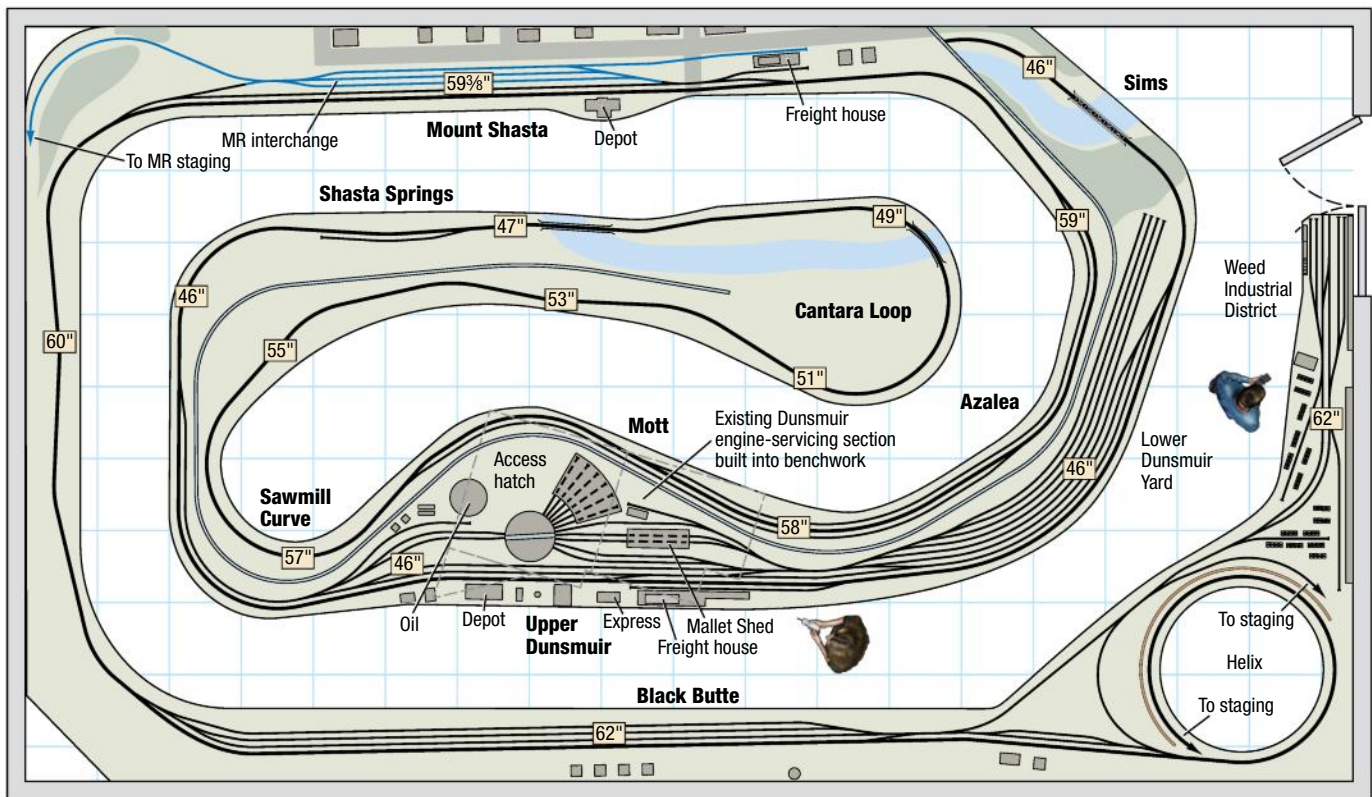 46"
Sims
59⅜"
Freight house
Mount Shasta
Depot
MR interchange
To MR staging
Shasta Springs
47"
49"
59"
46"
53"
Cantara Loop
Weed
Industrial
District
60"
55"
51"
Azalea
62"
Mott
Existing Dunsmuir
engine-servicing section
built into benchwork
Access
hatch
46"
Lower
Dunsmuir
Yard
Sawmill
Curve
57"
58"
46"
Oil
Depot
Upper
Dunsmuir
Express
Mallet Shed
Freight house
To staging
Helix
To staging
Black Butte
62"